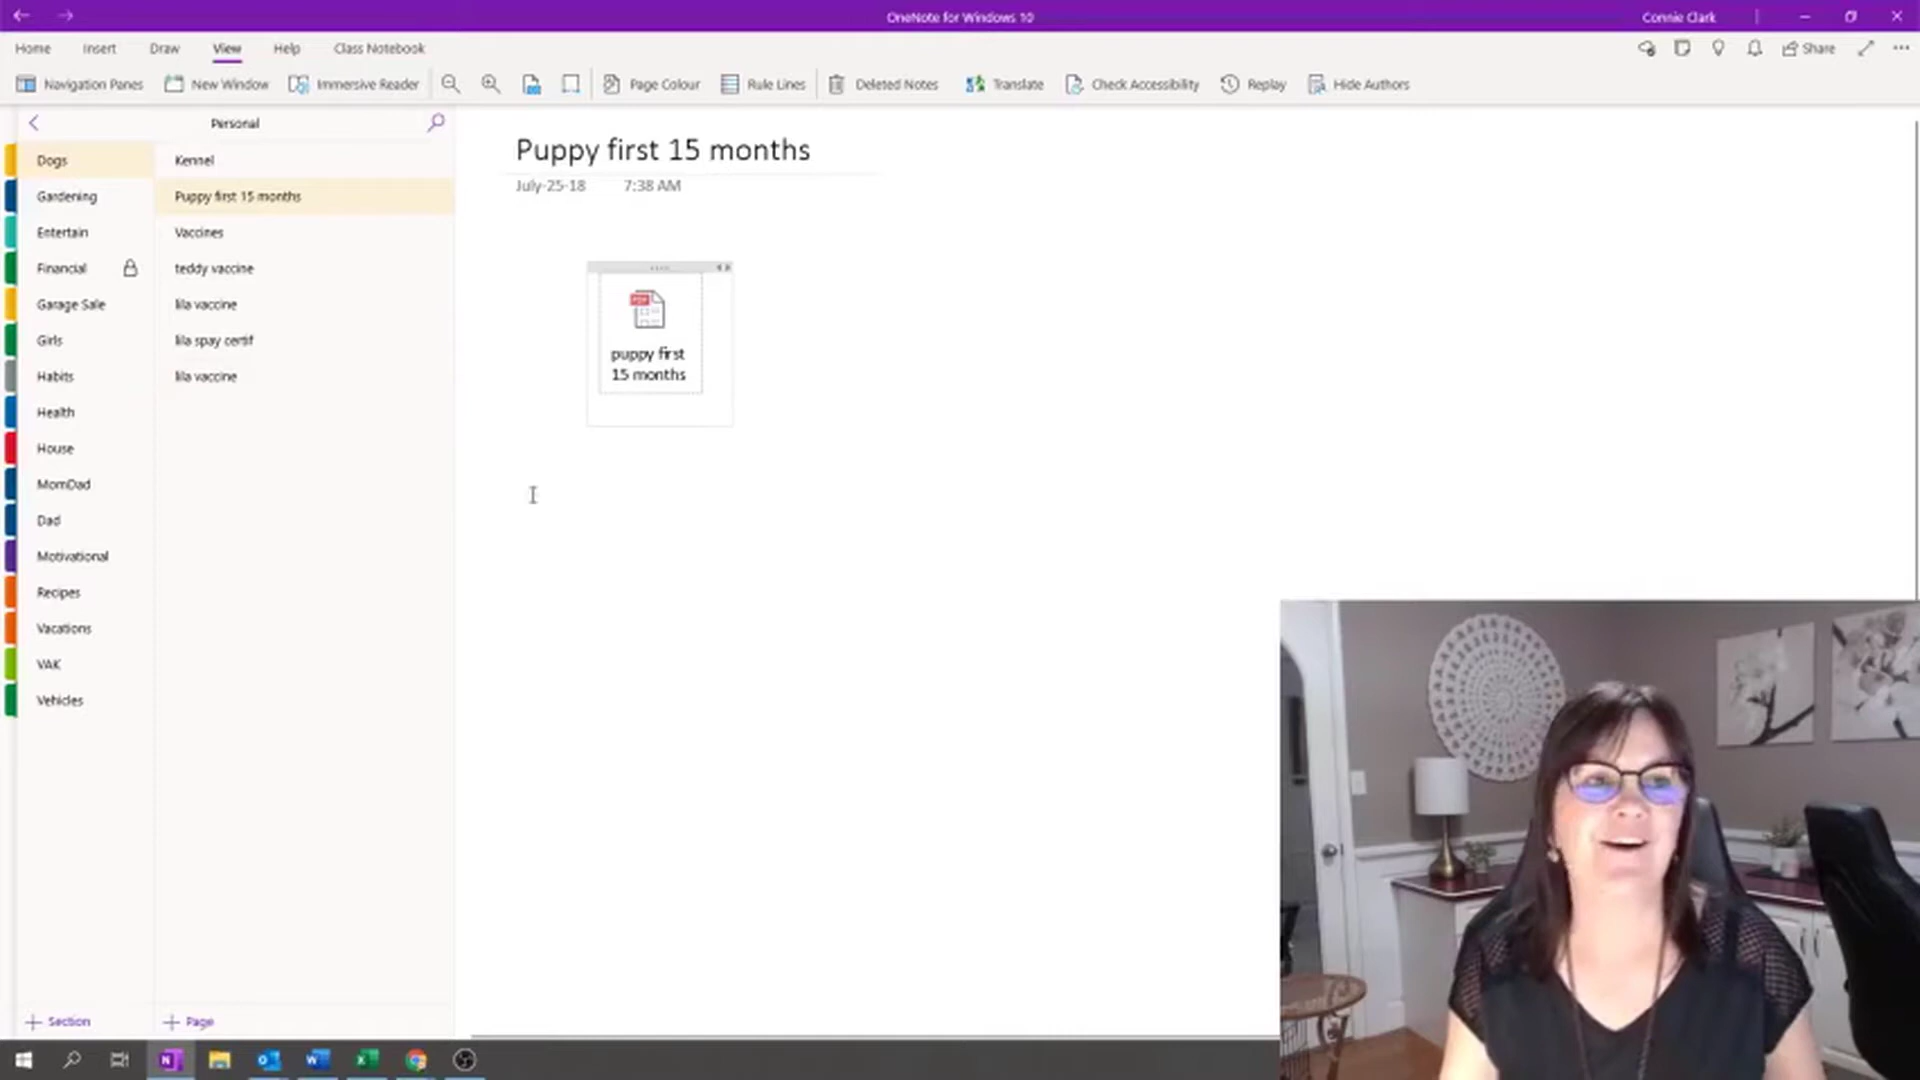 OneNote for Windows 10
Connie Clark
Home Insert Draw View Help Class Notebook
Share
Navigation Panes New Window Immersive Reader Page Colour Rule Lines Deleted Notes Translate Check Accessibility Replay Hide Authors
Personal
Dogs
Gardening
Entertain
Financial
Garage Sale
Girls
Habits
Health
House
MomDad
Dad
Motivational
Recipes
Vacations
VAK
Vehicles
Section
Kennel
Puppy first 15 months
Vaccines
teddy vaccine
lila vaccine
lila spay certif
lila vaccine
Page
Puppy first 15 months
July-25-18 7:38 AM
PDF
puppy first
15 months